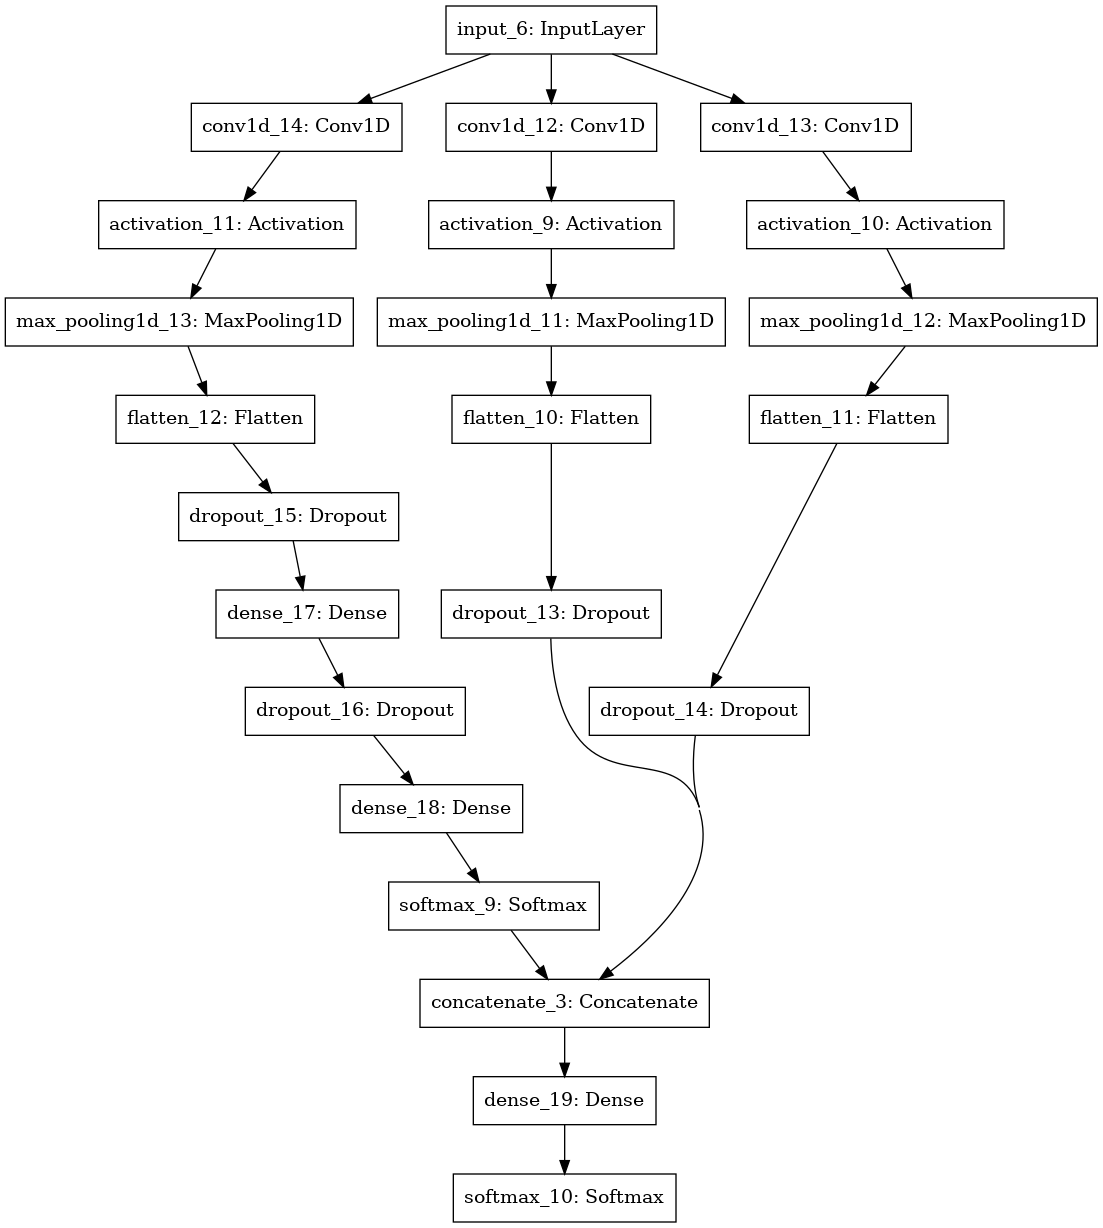 input_6: InputLayer
conv1d_14: Conv1D
conv1d_12: Conv1D
conv1d_13: Conv1D
activation_11: Activation
activation_9: Activation
activation_10: Activation
max_pooling1d_13: MaxPooling1D
max_pooling1d_11: MaxPooling1D
max_pooling1d_12: MaxPooling1D
flatten_12: Flatten
flatten_10: Flatten
flatten_11: Flatten
dropout_15: Dropout
dense_17: Dense
dropout_13: Dropout
dropout_16: Dropout
dropout_14: Dropout
dense_18: Dense
softmax_9: Softmax
concatenate_3: Concatenate
dense_19: Dense
softmax_10: Softmax